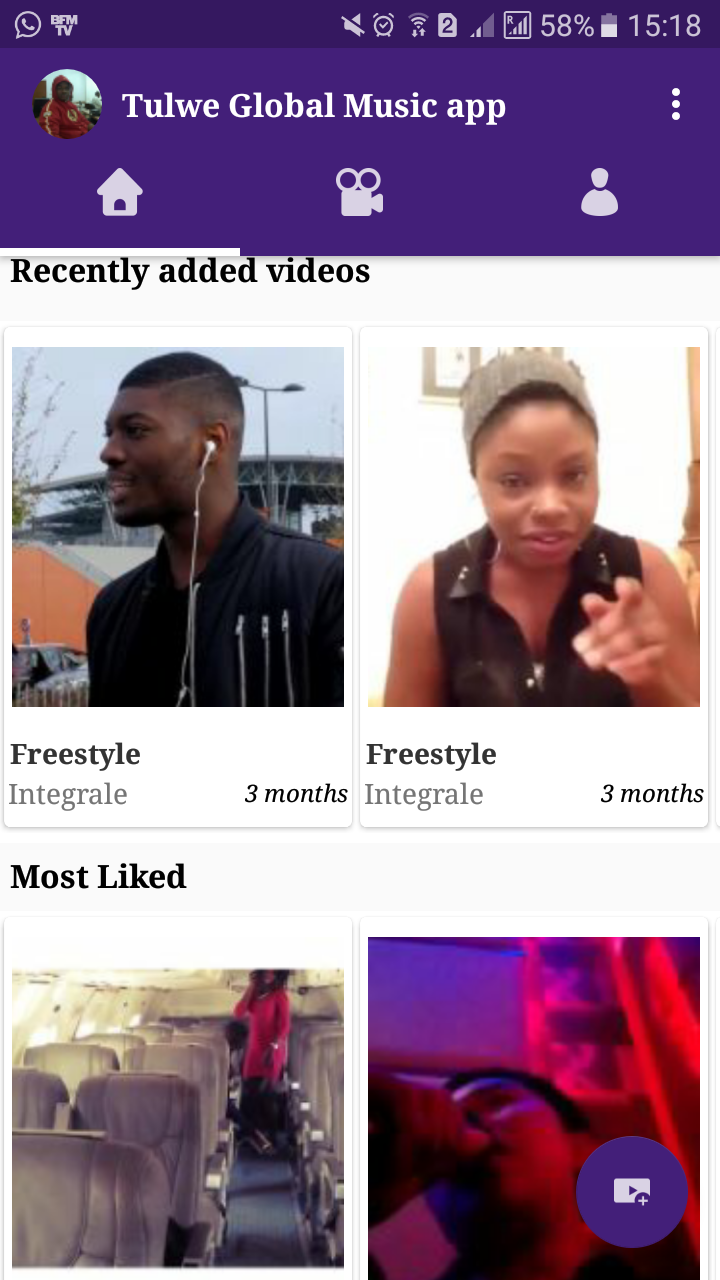 BFM
TV
2
R
58%
15:18
Tulwe Global Music app
Recently added videos
Freestyle
Integrale
3 months
Freestyle
Integrale
3 months
Most Liked